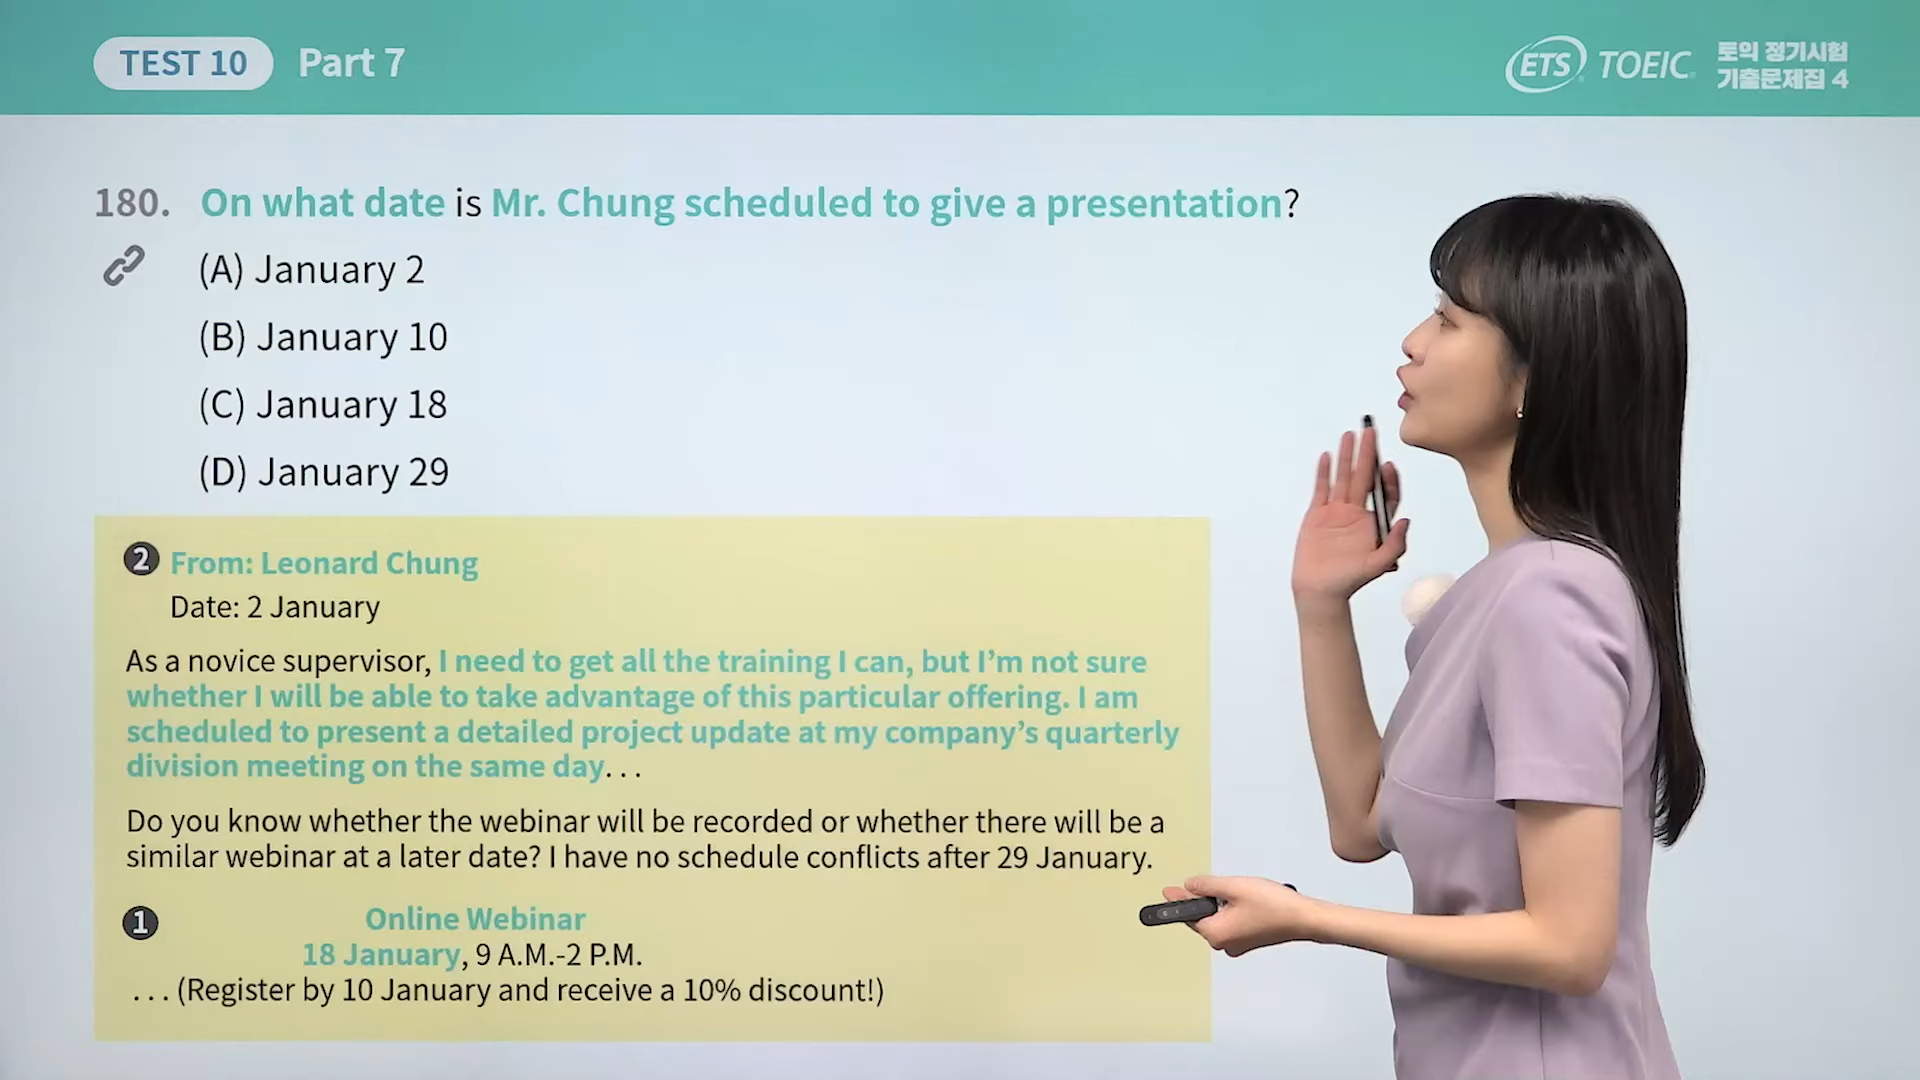 TEST 10 Part 7
ETS TOEIC 토익 정기시험
기출문제집 4
180. On what date is Mr. Chung scheduled to give a presentation?
(A) January 2
(B) January 10
(C) January 18
(D) January 29
2 From: Leonard Chung
Date: 2 January
As a novice supervisor, I need to get all the training I can, but I'm not sure
whether I will be able to take advantage of this particular offering. I am
scheduled to present a detailed project update at my company's quarterly
division meeting on the same day. . .
Do you know whether the webinar will be recorded or whether there will be a
similar webinar at a later date? I have no schedule conflicts after 29 January.
1 Online Webinar
18 January, 9 A.M.-2 P.M.
. . . (Register by 10 January and receive a 10% discount!)